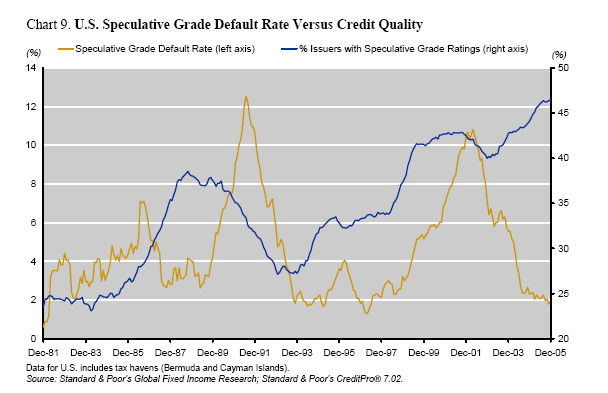 Chart 9. U.S. Speculative Grade Default Rate Versus Credit Quality
(%) Speculative Grade Default Rate (left axis) % Issuers with Speculative Grade Ratings (right axis) (%)
14 50
12 45
10 40
8
6 35
4 30
2 25
0 20
Dec-81 Dec-83 Dec-85 Dec-87 Dec-89 Dec-91 Dec-93 Dec-95 Dec-97 Dec-99 Dec-01 Dec-03 Dec-05
Data for U.S. includes tax havens (Bermuda and Cayman Islands).
Source: Standard & Poor's Global Fixed Income Research; Standard & Poor's CreditPro® 7.02.